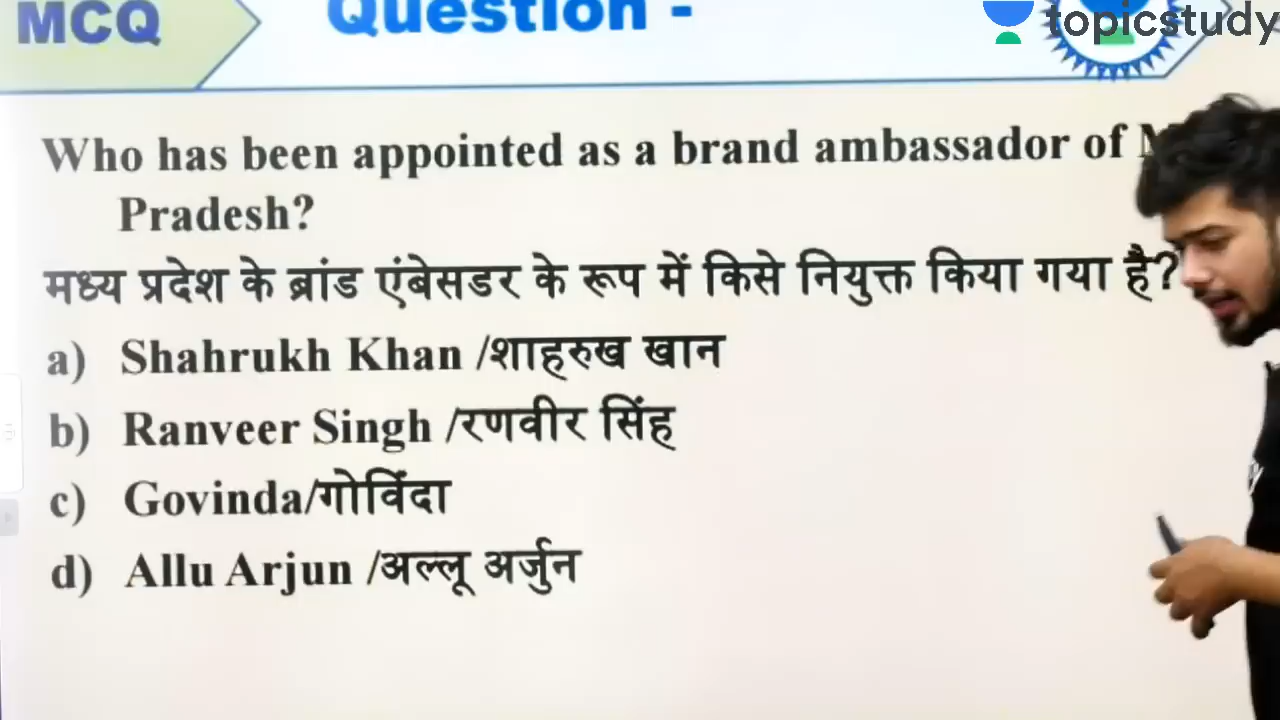 MCQ
Question -
topicstudy
Who has been appointed as a brand ambassador of
Pradesh?
मध्य प्रदेश के ब्रांड एंबेसडर के रूप में किसे नियुक्त किया गया है?
a) Shahrukh Khan /शाहरुख खान
b) Ranveer Singh /रणवीर सिंह
c) Govinda/गोविंदा
d) Allu Arjun /अल्लू अर्जुन